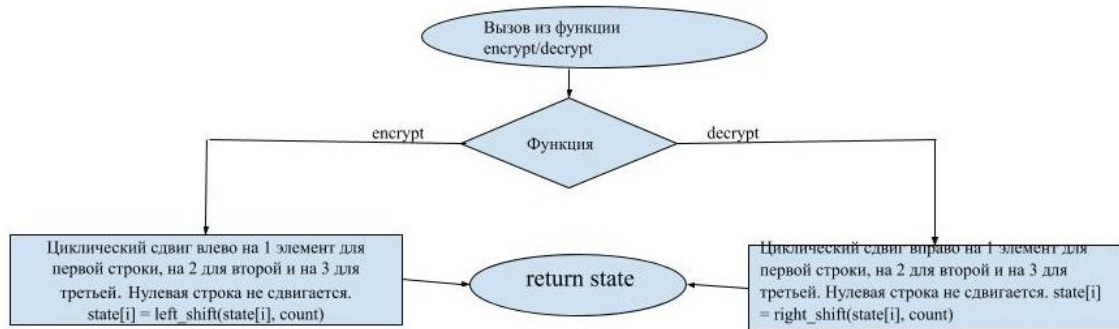 Вызов из функции
encrypt/decrypt
encrypt
Функция
decrypt
Циклический сдвиг влево на 1 элемент для
первой строки, на 2 для второй и на 3 для
третьей. Нулевая строка не сдвигается.
state[i] = left_shift(state[i], count)
return state
Циклический сдвиг вправо на 1 элемент для
первой строки, на 2 для второй и на 3 для
третьей. Нулевая строка не сдвигается. state[i]
= right_shift(state[i], count)